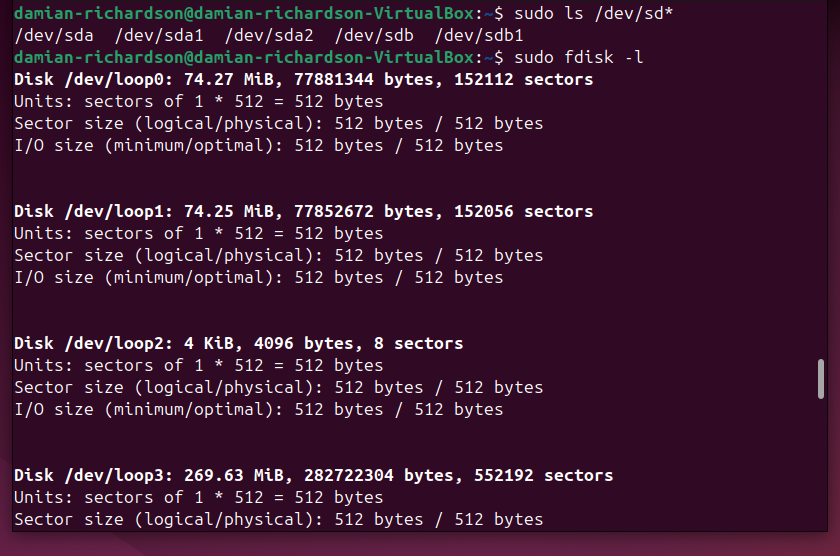 damian-richardson@damian-richardson-VirtualBox:~$ sudo ls /dev/sd*
/dev/sda  /dev/sda1  /dev/sda2  /dev/sdb  /dev/sdb1
damian-richardson@damian-richardson-VirtualBox:~$ sudo fdisk -l
Disk /dev/loop0: 74.27 MiB, 77881344 bytes, 152112 sectors
Units: sectors of 1 * 512 = 512 bytes
Sector size (logical/physical): 512 bytes / 512 bytes
I/O size (minimum/optimal): 512 bytes / 512 bytes
Disk /dev/loop1: 74.25 MiB, 77852672 bytes, 152056 sectors
Units: sectors of 1 * 512 = 512 bytes
Sector size (logical/physical): 512 bytes / 512 bytes
I/O size (minimum/optimal): 512 bytes / 512 bytes
Disk /dev/loop2: 4 KiB, 4096 bytes, 8 sectors
Units: sectors of 1 * 512 = 512 bytes
Sector size (logical/physical): 512 bytes / 512 bytes
I/O size (minimum/optimal): 512 bytes / 512 bytes
Disk /dev/loop3: 269.63 MiB, 282722304 bytes, 552192 sectors
Units: sectors of 1 * 512 = 512 bytes
Sector size (logical/physical): 512 bytes / 512 bytes